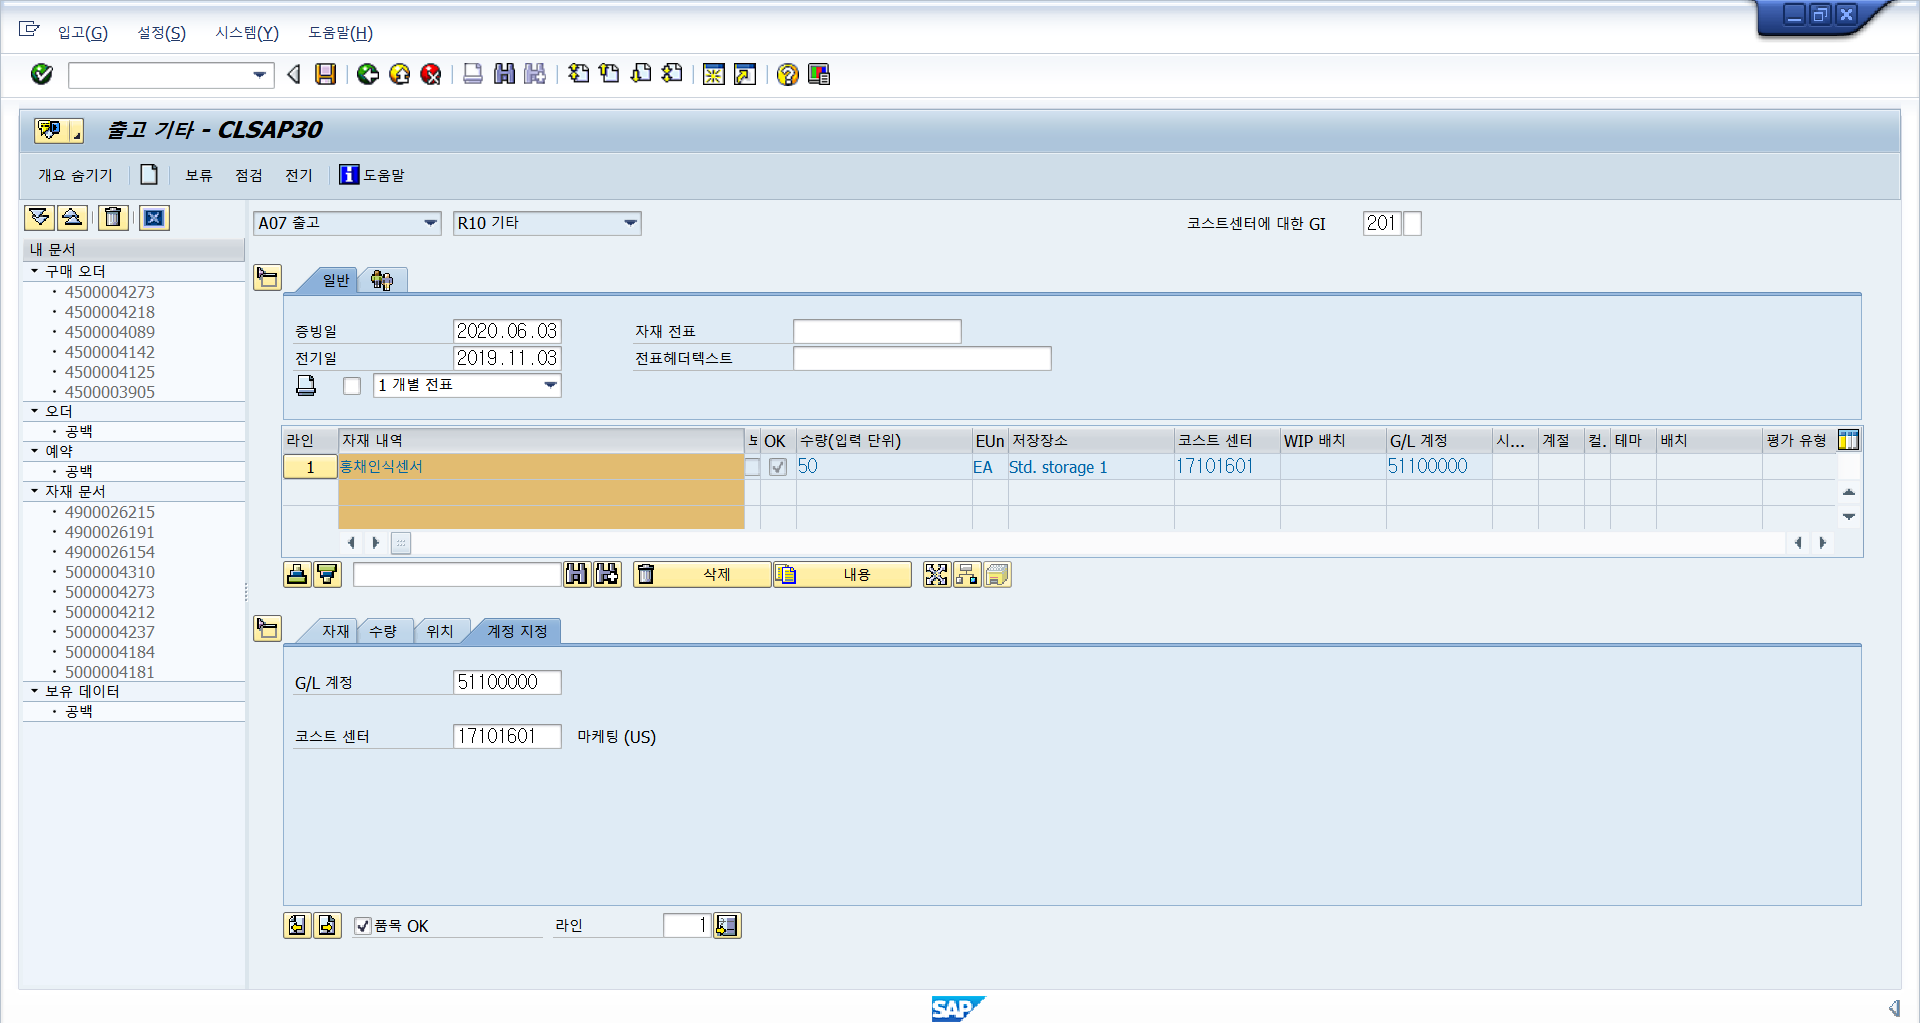 입고(G) 설정(S) 시스템(Y) 도움말(H)
출고 기타 - CLSAP30
개요 숨기기 보류 점검 전기 도움말
내 문서
구매 오더
4500004273
4500004218
4500004089
4500004142
4500004125
4500003905
오더
공백
예약
공백
자재 문서
4900026215
4900026191
4900026154
5000004310
5000004273
5000004212
5000004237
5000004184
5000004181
보유 데이터
공백
A07 출고 R10 기타 코스트센터에 대한 GI 201
일반
증빙일 2020.06.03 자재 전표
전기일 2019.11.03 전표헤더텍스트
1 개별 전표
라인 자재 내역 OK 수량(입력 단위) EUn 저장장소 코스트 센터 WIP 배치 G/L 계정 시... 계절 컬. 테마 배치 평가 유형
1 홍채인식센서 50 EA Std. storage 1 17101601 51100000
삭제 내용
자재 수량 위치 계정 지정
G/L 계정 51100000
코스트 센터 17101601 마케팅 (US)
품목 OK 라인 1
SAP